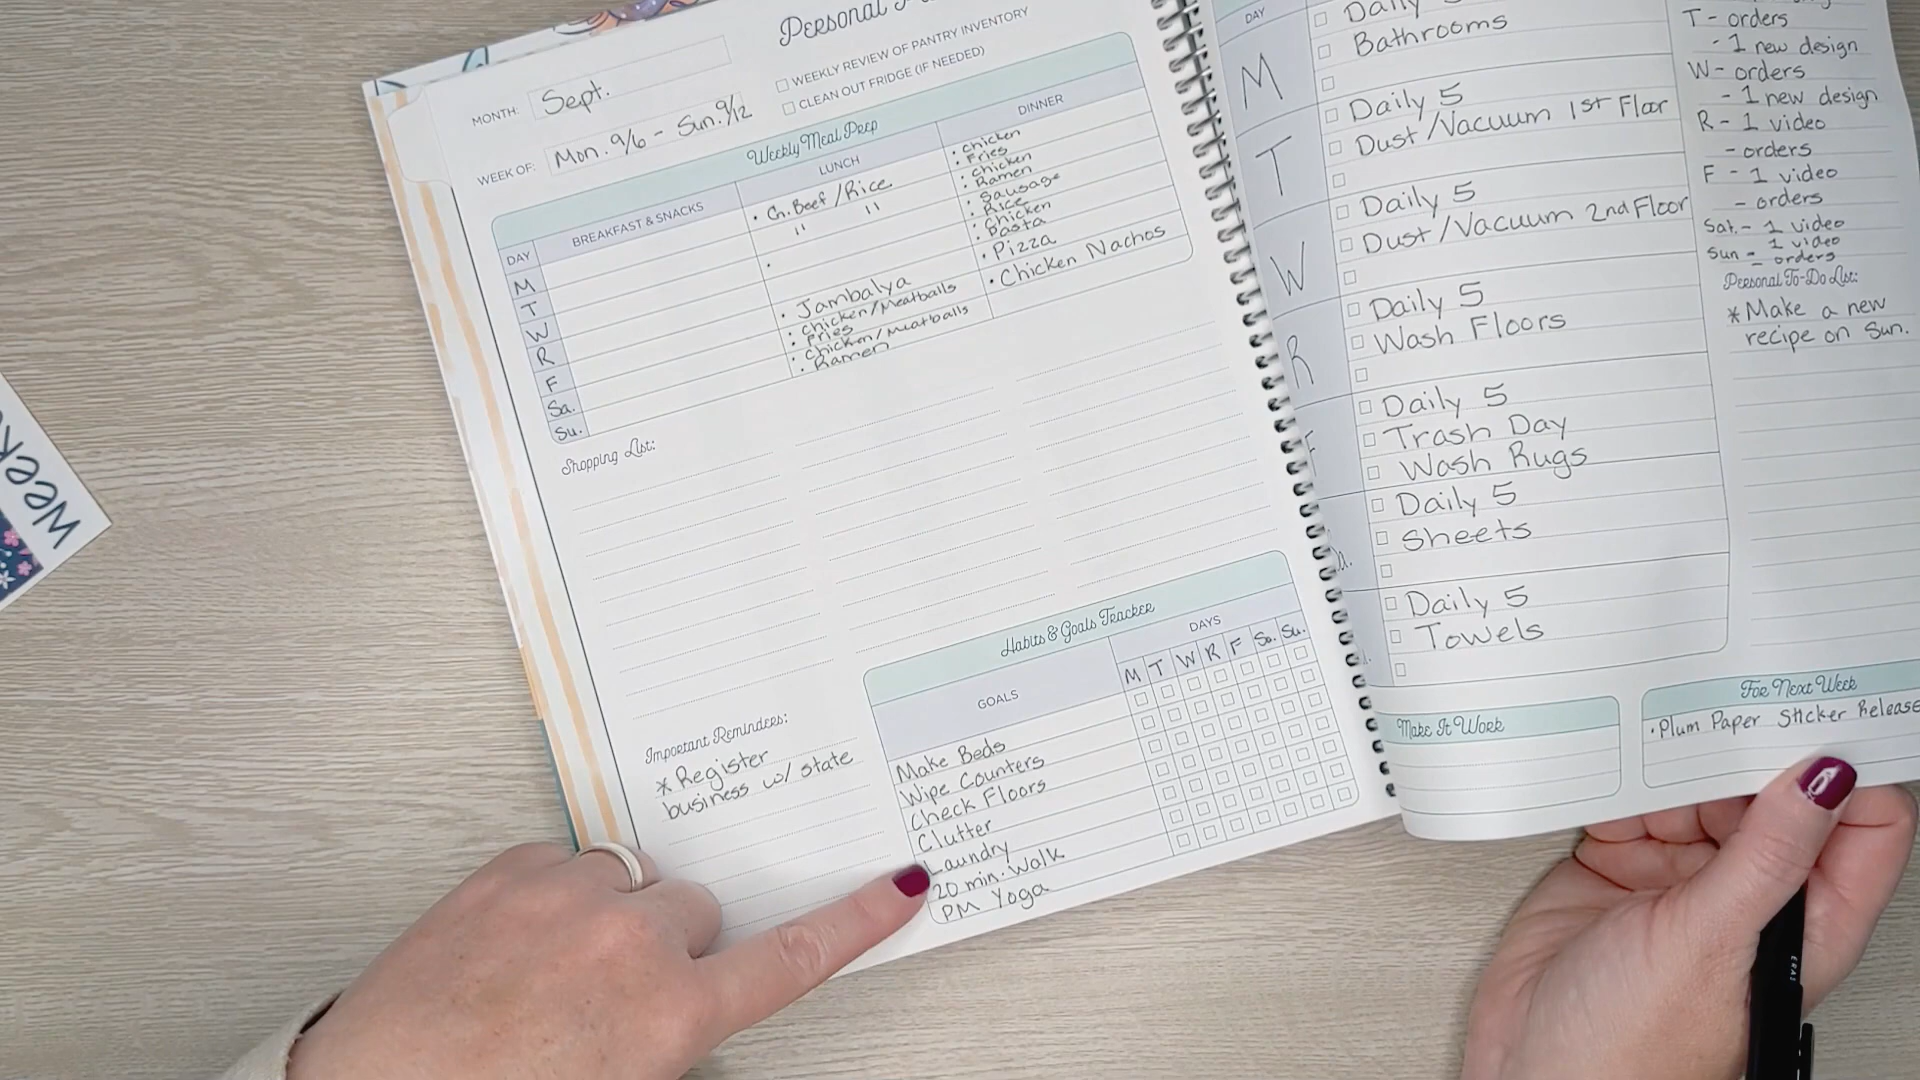 Personal
MONTH: Sept.
WEEK OF: Mon. 9/6 - Sun. 9/12
WEEKLY REVIEW OF PANTRY INVENTORY
CLEAN OUT FRIDGE (IF NEEDED)
Weekly Meal Prep
DAY
BREAKFAST & SNACKS
LUNCH
DINNER
M
T
W
R
F
Sa.
Su.
• Gr. Beef / Rice
" "
•
• Jambalya
• Chicken/Meatballs
• Fries
• Chicken/Meatballs
• Ramen
• Chicken
• Fries
• Chicken
• Ramen
• Sausage
• Rice
• Chicken
• Pasta
• Pizza
• Chicken Nachos
Shopping List:
Important Reminders:
* Register
business w/ state
Habits & Goals Tracker
GOALS
DAYS
M T W R F Sa. Su.
Make Beds
Wipe Counters
Check Floors
Clutter
Laundry
20 min. Walk
PM Yoga
DAY
Daily
Bathrooms
M
Daily 5
Dust/Vacuum 1st Floor
T
Daily 5
Dust/Vacuum 2nd Floor
W
Daily 5
Wash Floors
R
Daily 5
Trash Day
Wash Rugs
F
Daily 5
Sheets
Daily 5
Towels
T - orders
- 1 new design
W - orders
- 1 new design
R - 1 video
- orders
F - 1 video
- orders
Sat. - 1 video
Sun - 1 video
- orders
Personal To-Do List:
* Make a new
recipe on Sun.
Make It Work
For Next Week
• Plum Paper Sticker Release
Week
ERA